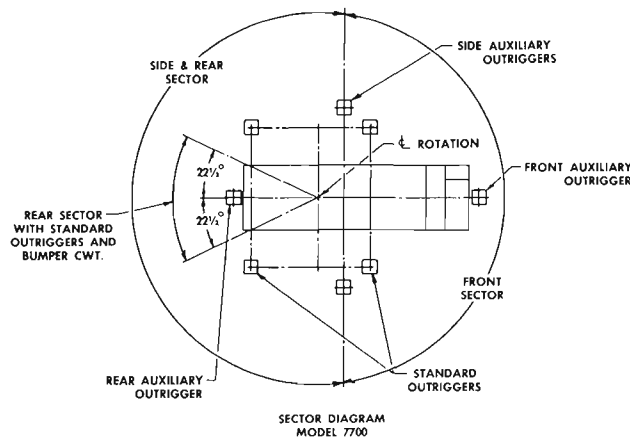 SIDE & REAR
SECTOR
SIDE AUXILIARY
OUTRIGGERS
℄ ROTATION
22½°
22½°
FRONT AUXILIARY
OUTRIGGER
REAR SECTOR
WITH STANDARD
OUTRIGGERS AND
BUMPER CWT.
FRONT
SECTOR
REAR AUXILIARY
OUTRIGGER
STANDARD
OUTRIGGERS
SECTOR DIAGRAM
MODEL 7700